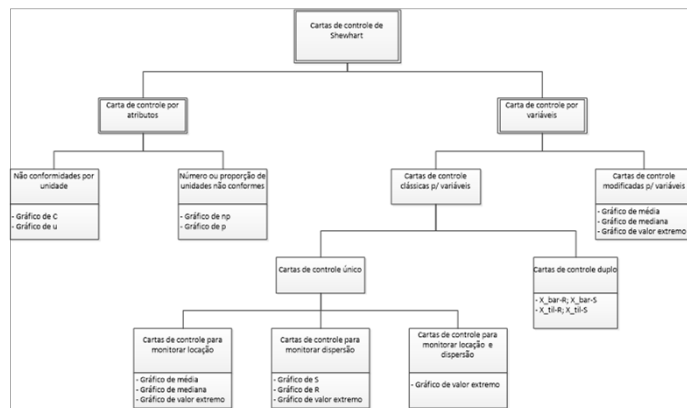 Cartas de controle de
Shewhart
Carta de controle por
atributos
Carta de controle por
variáveis
Não conformidades por
unidade
- Gráfico de C
- Gráfico de u
Número ou proporção de
unidades não conformes
- Gráfico de np
- Gráfico de p
Cartas de controle
clássicas p/ variáveis
Cartas de controle
modificadas p/ variáveis
- Gráfico de média
- Gráfico de mediana
- Gráfico de valor extremo
Cartas de controle único
Cartas de controle duplo
- X_bar-R; X_bar-S
- X_til-R; X_til-S
Cartas de controle para
monitorar locação
- Gráfico de média
- Gráfico de mediana
- Gráfico de valor extremo
Cartas de controle para
monitorar dispersão
- Gráfico de S
- Gráfico de R
- Gráfico de valor extremo
Cartas de controle para
monitorar locação e
dispersão
- Gráfico de valor extremo